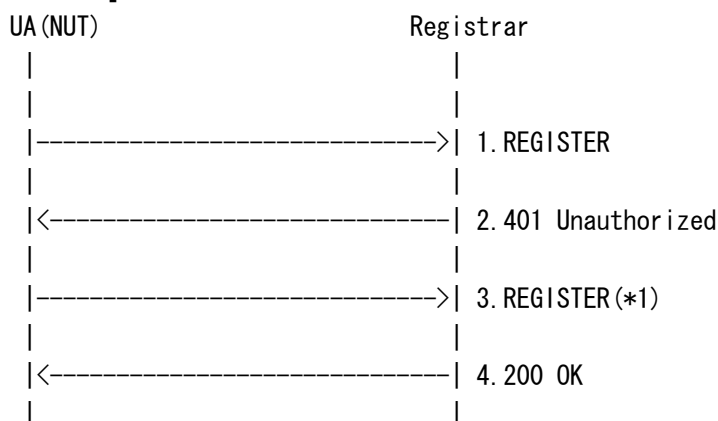 UA(NUT) Registrar
1.REGISTER
2.401 Unauthorized
3.REGISTER(*1)
4.200 OK